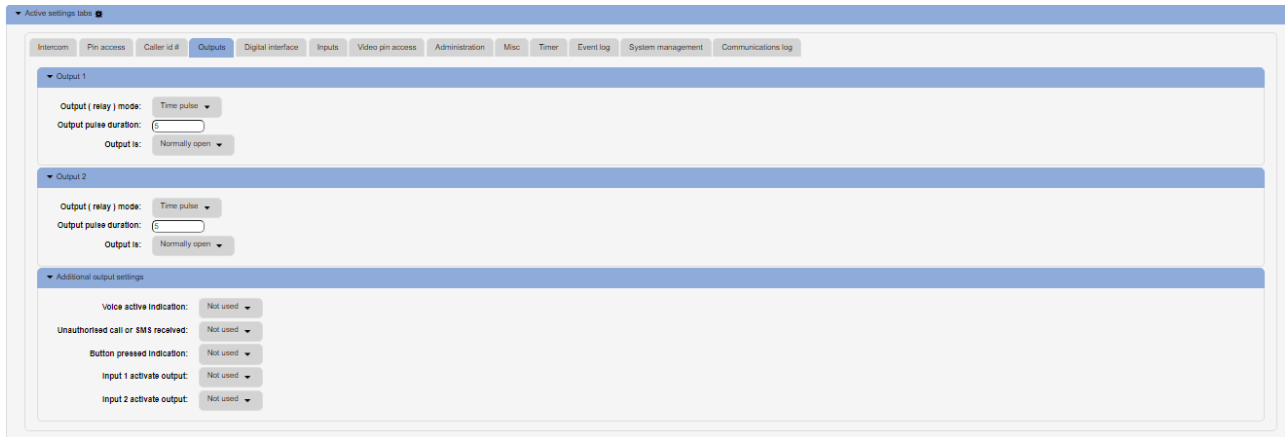 Active settings tabs
Intercom Pin access Caller id # Outputs Digital interface Inputs Video pin access Administration Misc Timer Event log System management Communications log
Output 1
Output ( relay ) mode: Time pulse
Output pulse duration: 5
Output is: Normally open
Output 2
Output ( relay ) mode: Time pulse
Output pulse duration: 5
Output is: Normally open
Additional output settings
Voice active indication: Not used
Unauthorised call or SMS received: Not used
Button pressed indication: Not used
Input 1 activate output: Not used
Input 2 activate output: Not used